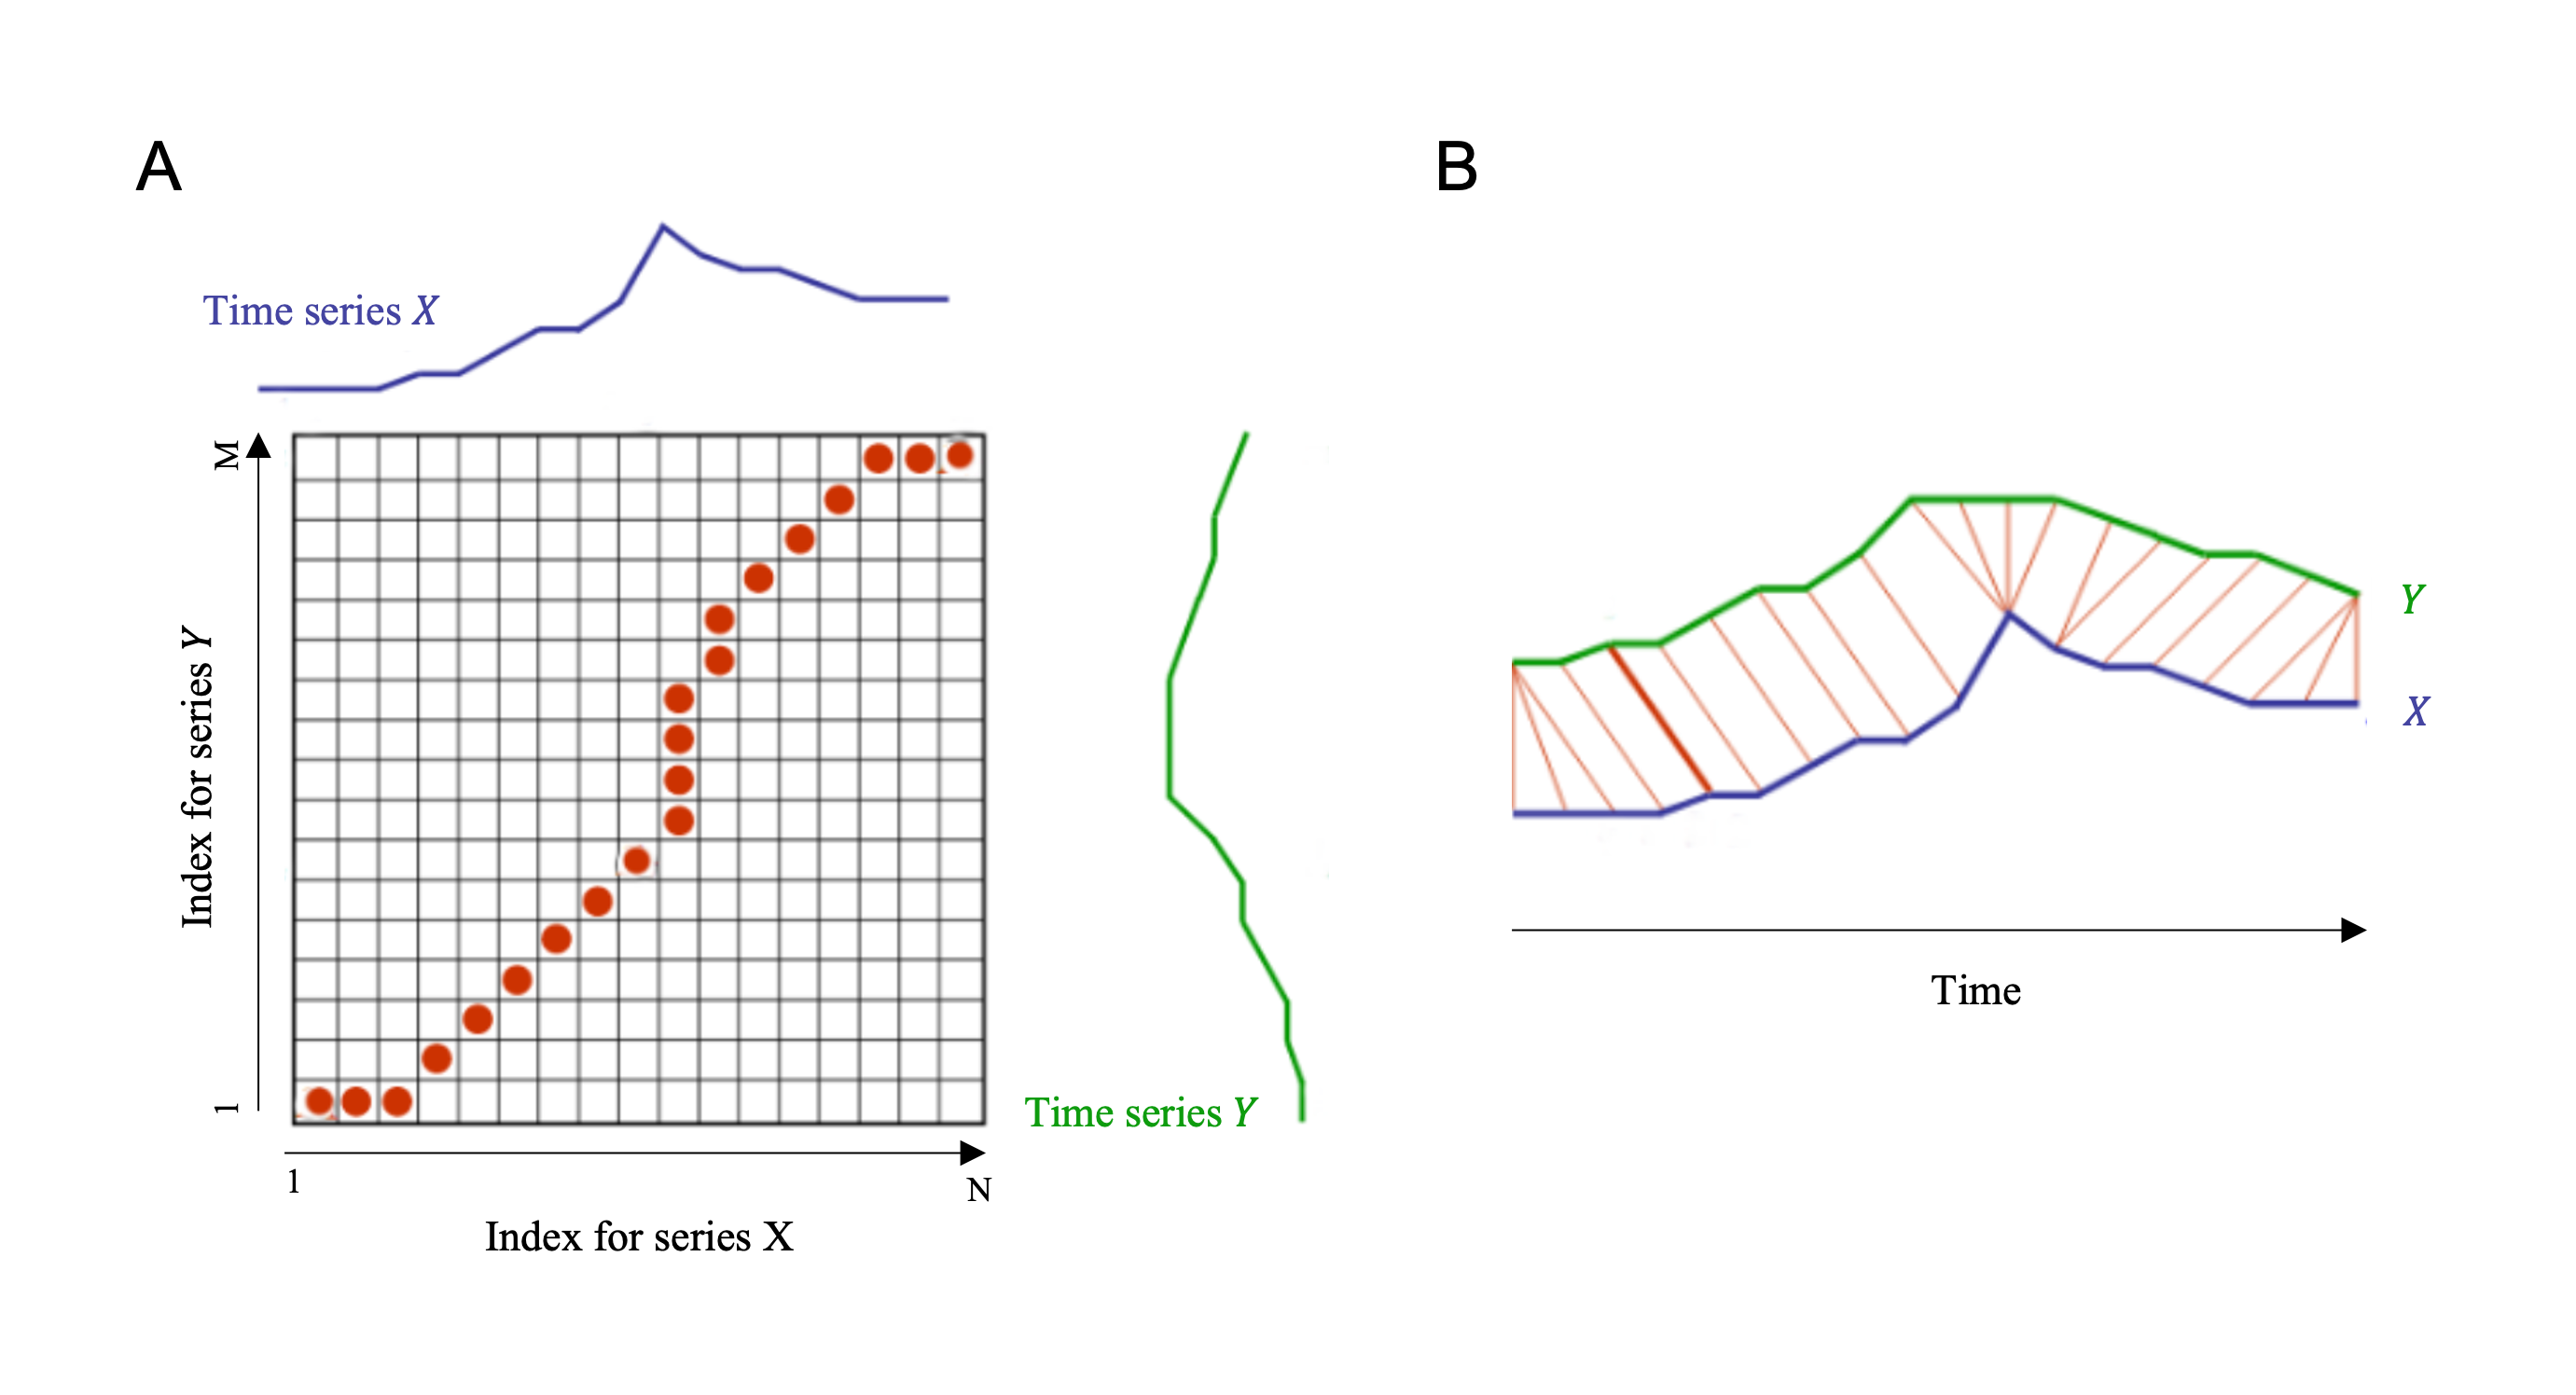 A
B
Time series X
M
Index for series Y
1
Time series Y
1
N
Index for series X
Y
X
Time